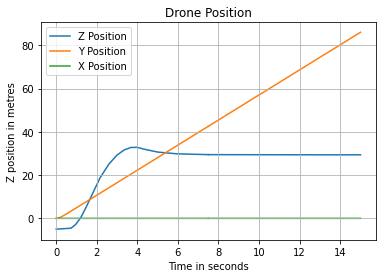 Drone Position
Z Position
Y Position
X Position
Z position in metres
80
60
40
20
0
0 2 4 6 8 10 12 14
Time in seconds